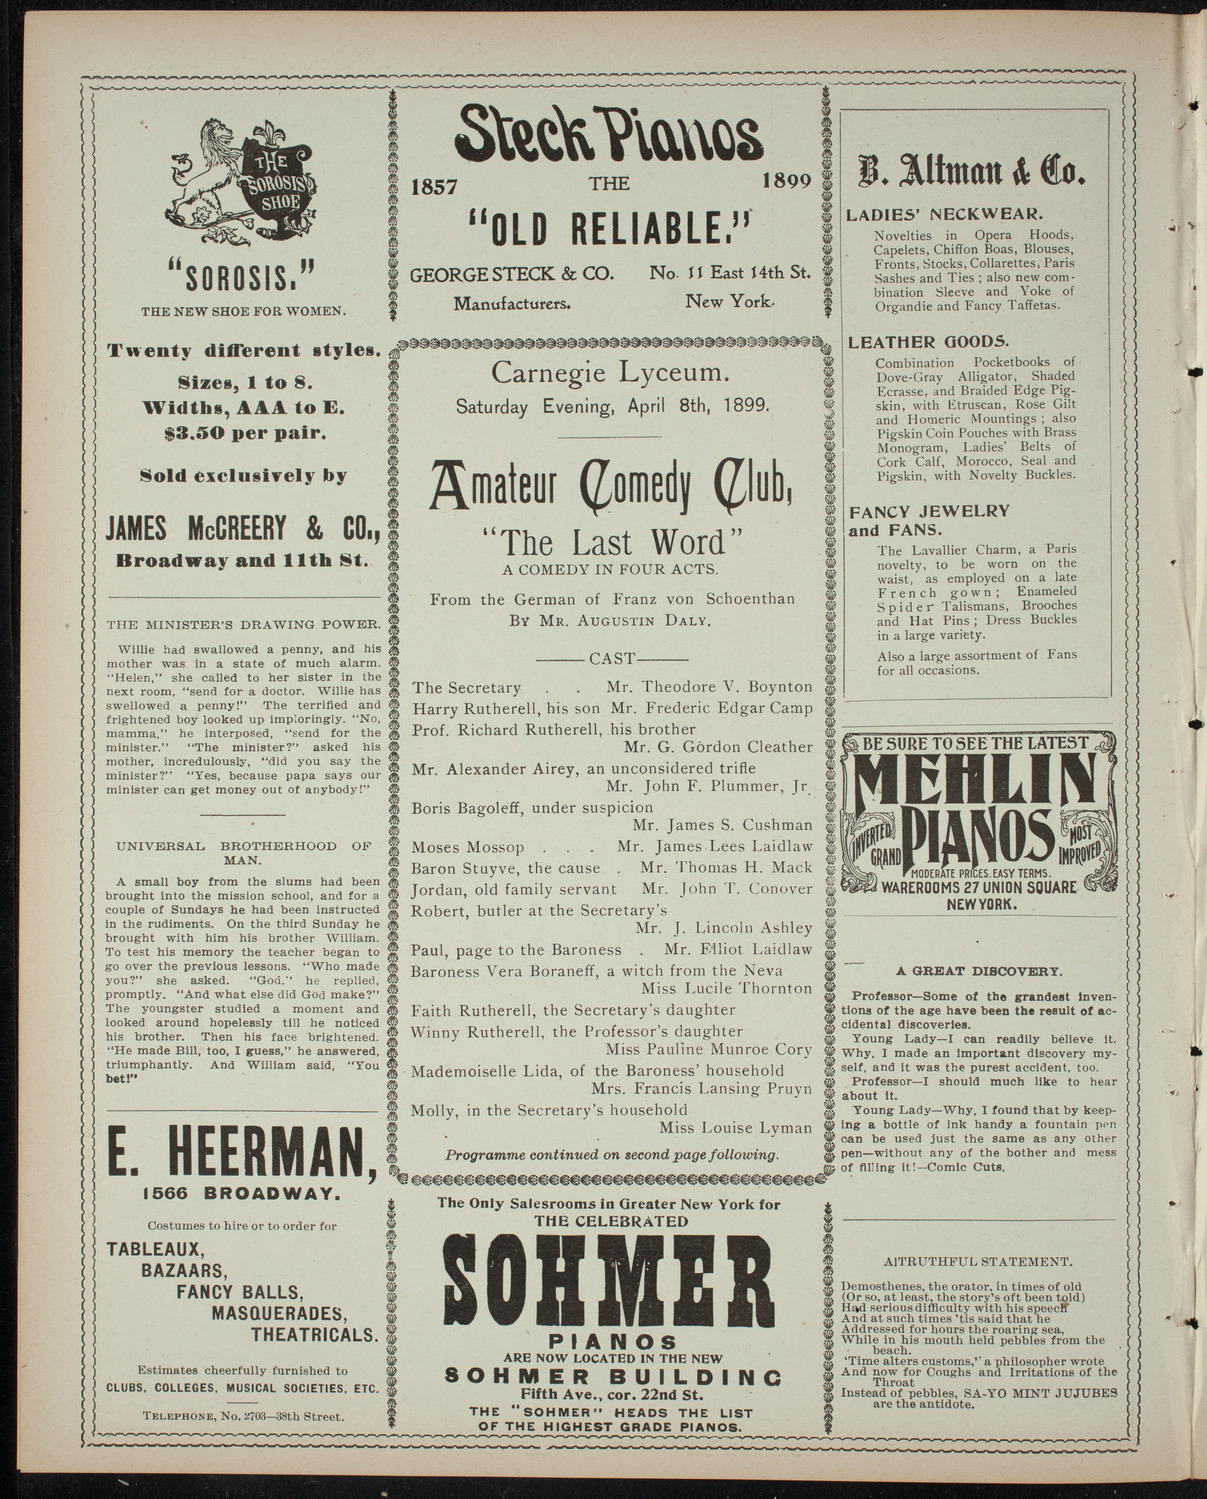 THE
SOROSIS
SHOE
"SOROSIS."
THE NEW SHOE FOR WOMEN.
Twenty different styles.
Sizes, 1 to 8.
Widths, AAA to E.
$3.50 per pair.
Sold exclusively by
JAMES McCREERY & CO.,
Broadway and 11th St.
THE MINISTER'S DRAWING POWER.
Willie had swallowed a penny, and his
mother was in a state of much alarm.
"Helen," she called to her sister in the
next room, "send for a doctor. Willie has
swallowed a penny!" The terrified and
frightened boy looked up imploringly. "No,
mamma," he interposed, "send for the
minister." "The minister?" asked his
mother, incredulously, "did you say the
minister?" "Yes, because papa says our
minister can get money out of anybody!"
UNIVERSAL BROTHERHOOD OF
MAN.
A small boy from the slums had been
brought into the mission school, and for a
couple of Sundays he had been instructed
in the rudiments. On the third Sunday he
brought with him his brother William.
To test his memory the teacher began to
go over the previous lessons. "Who made
you?" she asked. "God," he replied,
promptly. "And what else did God make?"
The youngster studied a moment and
looked around hopelessly till he noticed
his brother. Then his face brightened.
"He made Bill, too, I guess," he answered,
triumphantly. And William said, "You
bet!"
E. HEERMAN,
1566 BROADWAY.
Costumes to hire or to order for
TABLEAUX,
BAZAARS,
FANCY BALLS,
MASQUERADES,
THEATRICALS.
Estimates cheerfully furnished to
CLUBS, COLLEGES, MUSICAL SOCIETIES, ETC.
TELEPHONE, No. 2703—38th Street.
Steck Pianos
1857 THE 1899
"OLD RELIABLE."
GEORGE STECK & CO. No. 11 East 14th St.
Manufacturers. New York.
Carnegie Lyceum.
Saturday Evening, April 8th, 1899.
Amateur Comedy Club,
"The Last Word"
A COMEDY IN FOUR ACTS.
From the German of Franz von Schoenthan
BY MR. AUGUSTIN DALY.
CAST
The Secretary . . Mr. Theodore V. Boynton
Harry Rutherell, his son Mr. Frederic Edgar Camp
Prof. Richard Rutherell, his brother
Mr. G. Gordon Cleather
Mr. Alexander Airey, an unconsidered trifle
Mr. John F. Plummer, Jr.
Boris Bagoleff, under suspicion
Mr. James S. Cushman
Moses Mossop . . . Mr. James Lees Laidlaw
Baron Stuyve, the cause . Mr. Thomas H. Mack
Jordan, old family servant Mr. John T. Conover
Robert, butler at the Secretary's
Mr. J. Lincoln Ashley
Paul, page to the Baroness . Mr. Elliot Laidlaw
Baroness Vera Boraneff, a witch from the Neva
Miss Lucile Thornton
Faith Rutherell, the Secretary's daughter
Winny Rutherell, the Professor's daughter
Miss Pauline Munroe Cory
Mademoiselle Lida, of the Baroness' household
Mrs. Francis Lansing Pruyn
Molly, in the Secretary's household
Miss Louise Lyman
Programme continued on second page following.
The Only Salesrooms in Greater New York for
THE CELEBRATED
SOHMER
PIANOS
ARE NOW LOCATED IN THE NEW
SOHMER BUILDING
Fifth Ave., cor. 22nd St.
THE "SOHMER" HEADS THE LIST
OF THE HIGHEST GRADE PIANOS.
B. Altman & Co.
LADIES' NECKWEAR.
Novelties in Opera Hoods,
Capelets, Chiffon Boas, Blouses,
Fronts, Stocks, Collarettes, Paris
Sashes and Ties; also new com-
bination Sleeve and Yoke of
Organdie and Fancy Taffetas.
LEATHER GOODS.
Combination Pocketbooks of
Dove-Gray Alligator, Shaded
Ecrasse, and Braided Edge Pig-
skin, with Etruscan, Rose Gilt
and Homeric Mountings; also
Pigskin Coin Pouches with Brass
Monogram, Ladies' Belts of
Cork Calf, Morocco, Seal and
Pigskin, with Novelty Buckles.
FANCY JEWELRY
and FANS.
The Lavallier Charm, a Paris
novelty, to be worn on the
waist, as employed on a late
French gown; Enameled
Spider Talismans, Brooches
and Hat Pins; Dress Buckles
in a large variety.
Also a large assortment of Fans
for all occasions.
BE SURE TO SEE THE LATEST
MEHLIN
INVERTED GRAND PIANOS MOST IMPROVED
MODERATE PRICES. EASY TERMS.
WAREROOMS 27 UNION SQUARE
NEW YORK.
A GREAT DISCOVERY.
Professor—Some of the grandest inven-
tions of the age have been the result of ac-
cidental discoveries.
Young Lady—I can readily believe it.
Why, I made an important discovery my-
self, and it was the purest accident, too.
Professor—I should much like to hear
about it.
Young Lady—Why, I found that by keep-
ing a bottle of ink handy a fountain pen
can be used just the same as any other
pen—without any of the bother and mess
of filling it!--Comic Cuts.
A TRUTHFUL STATEMENT.
Demosthenes, the orator, in times of old
(Or so, at least, the story's oft been told)
Had serious difficulty with his speech
And at such times 'tis said that he
Addressed for hours the roaring sea,
While in his mouth held pebbles from the
beach.
'Time alters customs," a philosopher wrote
And now for Coughs and Irritations of the
Throat
Instead of pebbles, SA-YO MINT JUJUBES
are the antidote.